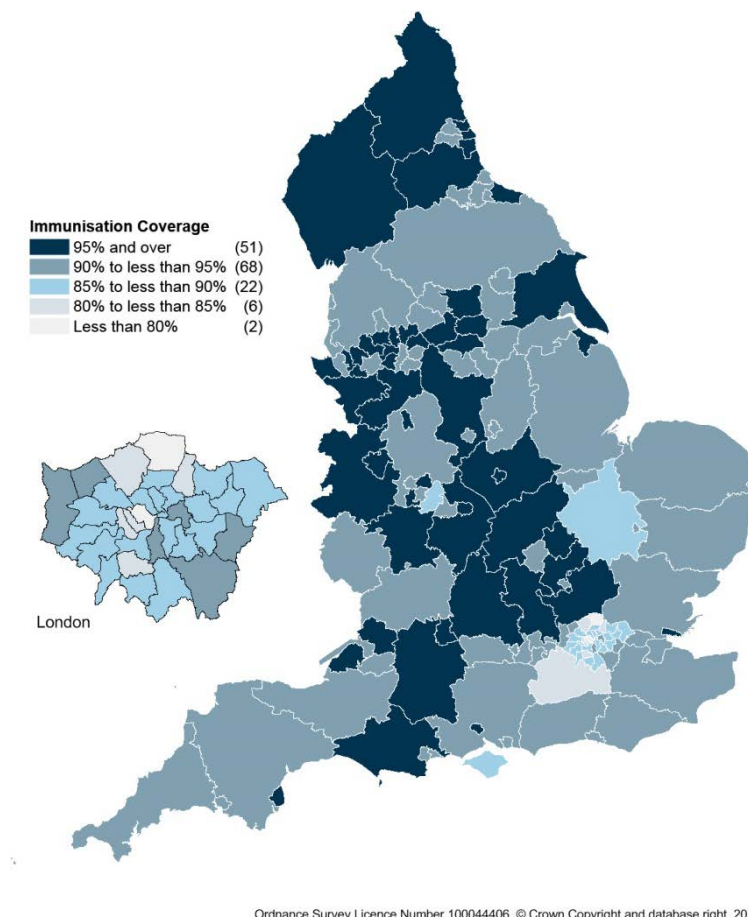 Immunisation Coverage
95% and over (51)
90% to less than 95% (68)
85% to less than 90% (22)
80% to less than 85% (6)
Less than 80% (2)
London
Ordnance Survey Licence Number 100044406. © Crown Copyright and database right. 20